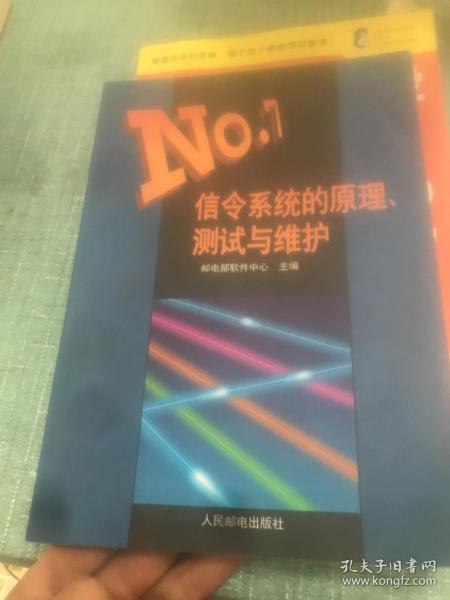 No.1
信令系统的原理、
测试与维护
邮电部软件中心 主编
人民邮电出版社
孔夫子旧书网
www.kongfz.com